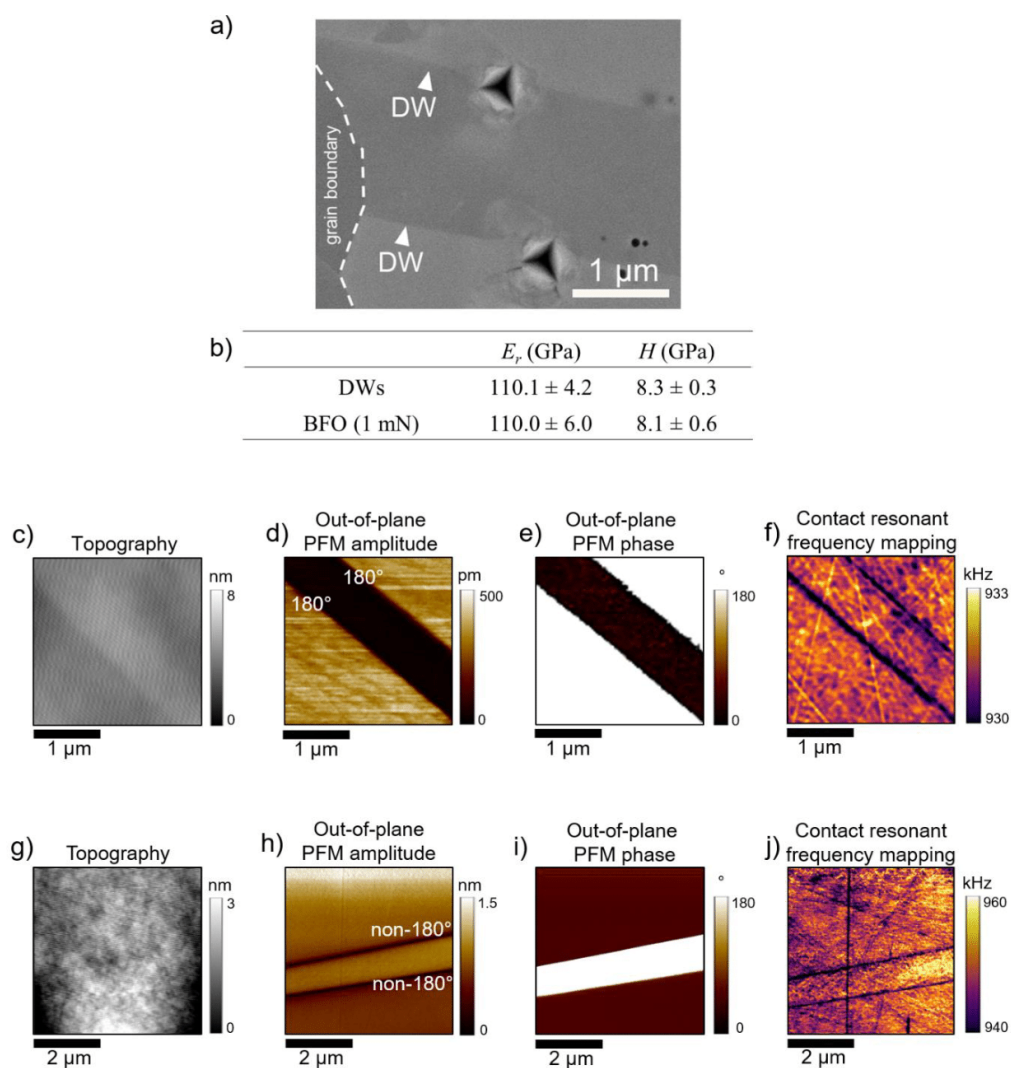 a)
DW
grain boundary
DW
1 µm
b)
Er (GPa) H (GPa)
DWs 110.1 ± 4.2 8.3 ± 0.3
BFO (1 mN) 110.0 ± 6.0 8.1 ± 0.6
c) Topography
nm
8
0
1 µm
d) Out-of-plane
PFM amplitude
180°
180°
pm
500
0
1 µm
e) Out-of-plane
PFM phase
°
180
0
1 µm
f) Contact resonant
frequency mapping
kHz
933
930
1 µm
g) Topography
nm
3
0
2 µm
h) Out-of-plane
PFM amplitude
non-180°
non-180°
nm
1.5
0
2 µm
i) Out-of-plane
PFM phase
°
180
0
2 µm
j) Contact resonant
frequency mapping
kHz
960
940
2 µm